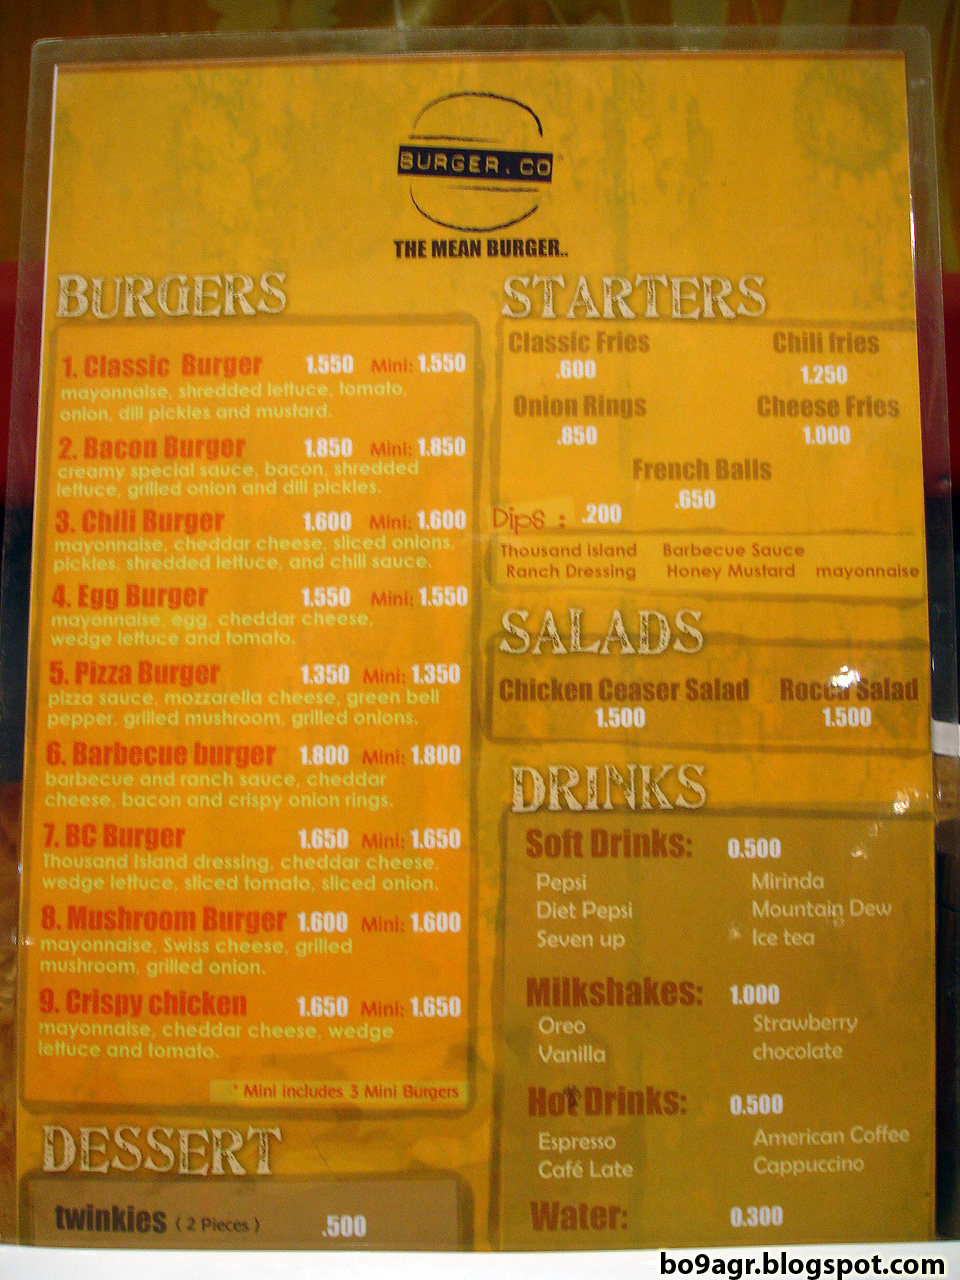 BURGER.CO
THE MEAN BURGER..
BURGERS
1. Classic Burger 1.550 Mini: 1.550
mayonnaise, shredded lettuce, tomato,
onion, dill pickles and mustard.
2. Bacon Burger 1.850 Mini: 1.850
creamy special sauce, bacon, shredded
lettuce, grilled onion and dill pickles.
3. Chili Burger 1.600 Mini: 1.600
mayonnaise, cheddar cheese, sliced onions,
pickles, shredded lettuce, and chili sauce.
4. Egg Burger 1.550 Mini: 1.550
mayonnaise, egg, cheddar cheese,
wedge lettuce and tomato.
5. Pizza Burger 1.350 Mini: 1.350
pizza sauce, mozzarella cheese, green bell
pepper, grilled mushroom, grilled onions.
6. Barbecue burger 1.800 Mini: 1.800
barbecue and ranch sauce, cheddar
cheese, bacon and crispy onion rings.
7. BC Burger 1.650 Mini: 1.650
Thousand Island dressing, cheddar cheese,
wedge lettuce, sliced tomato, sliced onion.
8. Mushroom Burger 1.600 Mini: 1.600
mayonnaise, Swiss cheese, grilled
mushroom, grilled onion.
9. Crispy chicken 1.650 Mini: 1.650
mayonnaise, cheddar cheese, wedge
lettuce and tomato.
* Mini includes 3 Mini Burgers
DESSERT
twinkies ( 2 Pieces ) .500
STARTERS
Classic Fries Chili fries
.600 1.250
Onion Rings Cheese Fries
.850 1.000
French Balls
.650
Dips : .200
Thousand island Barbecue Sauce
Ranch Dressing Honey Mustard mayonnaise
SALADS
Chicken Ceaser Salad Rocca Salad
1.500 1.500
DRINKS
Soft Drinks: 0.500
Pepsi Mirinda
Diet Pepsi Mountain Dew
Seven up Ice tea
Milkshakes: 1.000
Oreo Strawberry
Vanilla chocolate
Hot Drinks: 0.500
Espresso American Coffee
Café Late Cappuccino
Water: 0.300
bo9agr.blogspot.com